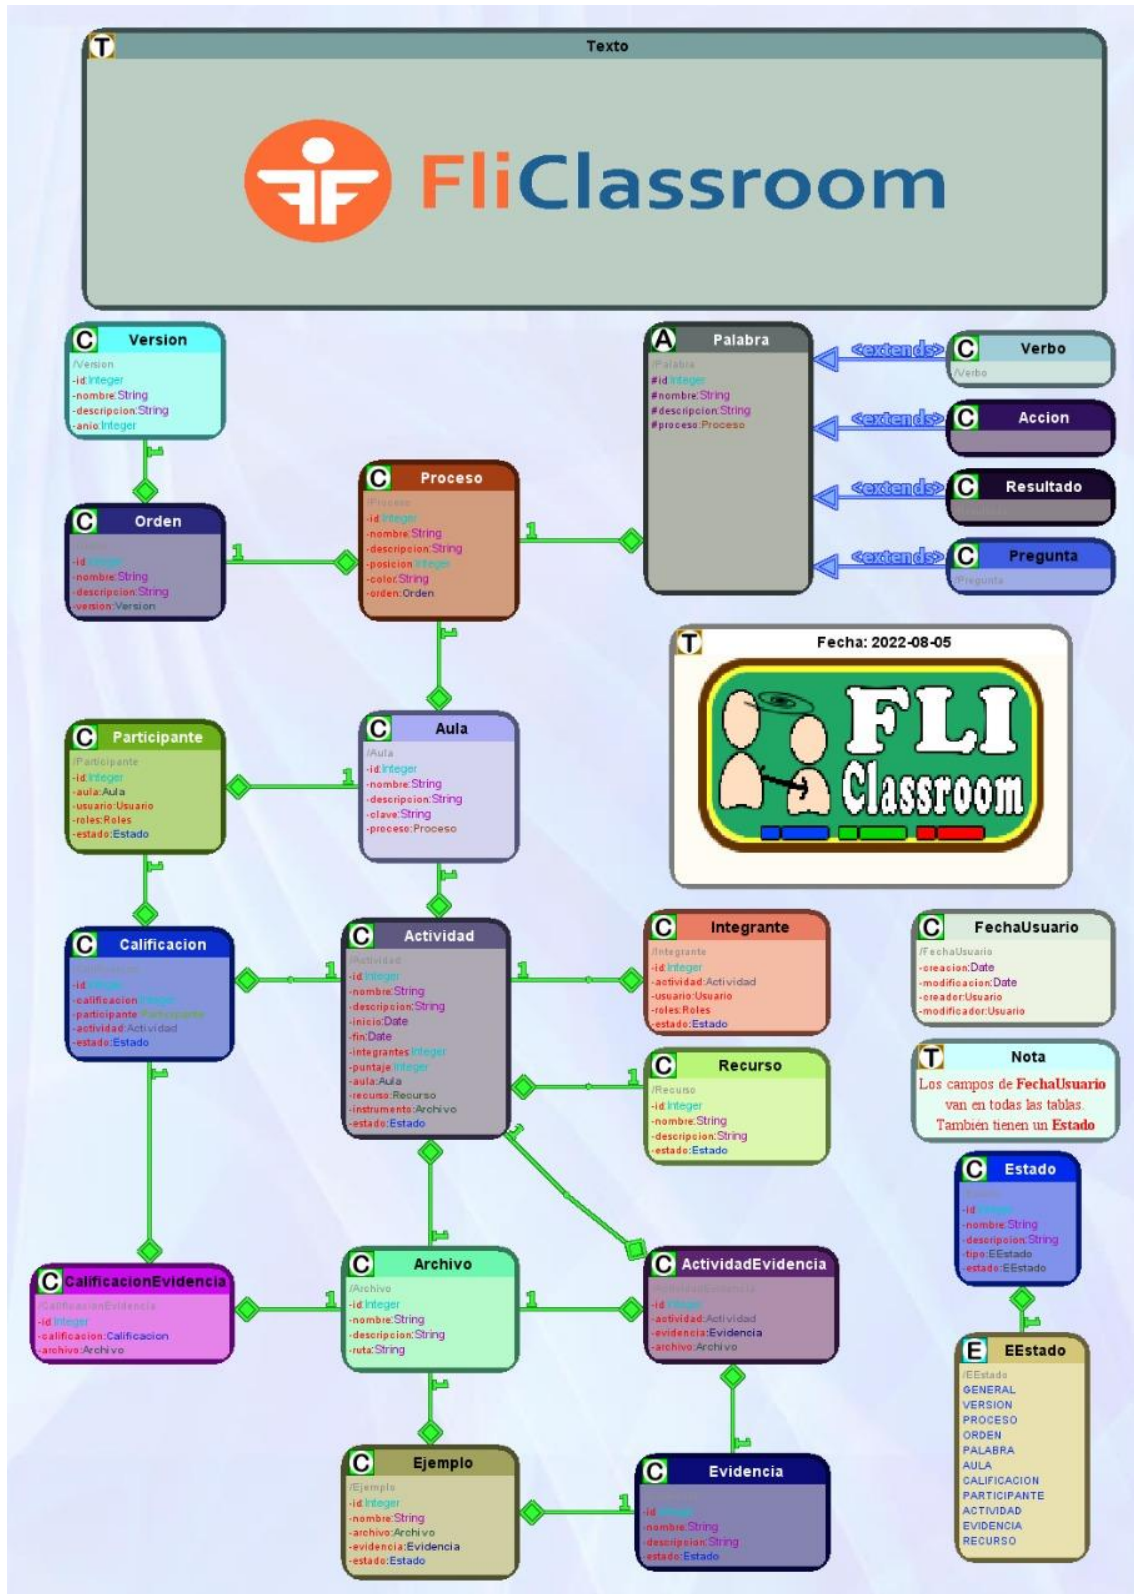 T Texto
FliClassroom
C Version
/Version
-id:Integer
-nombre:String
-descripcion:String
-anio:Integer
1
C Orden
-id:Integer
-nombre:String
-descripcion:String
-version:Version
1
C Proceso
/Proceso
-id:Integer
-nombre:String
-descripcion:String
-posicion:Integer
-color:String
-orden:Orden
1
1
A Palabra
/Palabra
#id:Integer
#nombre:String
#descripcion:String
#proceso:Proceso
<extends>
C Verbo
/Verbo
<extends>
C Accion
<extends>
C Resultado
<extends>
C Pregunta
/Pregunta
T Fecha: 2022-08-05
FLI
Classroom
C Participante
/Participante
-id:Integer
-aula:Aula
-usuario:Usuario
-roles:Roles
-estado:Estado
1
1
C Aula
/Aula
-id:Integer
-nombre:String
-descripcion:String
-clave:String
-proceso:Proceso
1
C Calificacion
-id:Integer
-calificacion:Integer
-participante:Participante
-actividad:Actividad
-estado:Estado
1
1
C Actividad
/Actividad
-id:Integer
-nombre:String
-descripcion:String
-inicio:Date
-fin:Date
-integrantes:Integer
-puntaje:Integer
-aula:Aula
-recurso:Recurso
-instrumento:Archivo
-estado:Estado
1
1
C Integrante
/Integrante
-id:Integer
-actividad:Actividad
-usuario:Usuario
-roles:Roles
-estado:Estado
1
C Recurso
/Recurso
-id:Integer
-nombre:String
-descripcion:String
-estado:Estado
C FechaUsuario
/FechaUsuario
-creacion:Date
-modificacion:Date
-creador:Usuario
-modificador:Usuario
T Nota
Los campos de FechaUsuario
van en todas las tablas.
También tienen un Estado
C Estado
-id:Integer
-nombre:String
-descripcion:String
-tipo:EEstado
-estado:EEstado
1
E EEstado
/EEstado
GENERAL
VERSION
PROCESO
ORDEN
PALABRA
AULA
CALIFICACION
PARTICIPANTE
ACTIVIDAD
EVIDENCIA
RECURSO
C CalificacionEvidencia
/CalificacionEvidencia
-id:Integer
-calificacion:Calificacion
-archivo:Archivo
1
1
C Archivo
/Archivo
-id:Integer
-nombre:String
-descripcion:String
-ruta:String
1
1
C ActividadEvidencia
/ActividadEvidencia
-id:Integer
-actividad:Actividad
-evidencia:Evidencia
-archivo:Archivo
C Ejemplo
/Ejemplo
-id:Integer
-nombre:String
-archivo:Archivo
-evidencia:Evidencia
-estado:Estado
1
1
C Evidencia
-id:Integer
-nombre:String
-descripcion:String
-estado:Estado